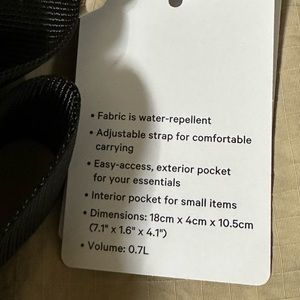 • Fabric is water-repellent
• Adjustable strap for comfortable
carrying
• Easy-access, exterior pocket
for your essentials
• Interior pocket for small items
• Dimensions: 18cm x 4cm x 10.5cm
(7.1" x 1.6" x 4.1")
• Volume: 0.7L